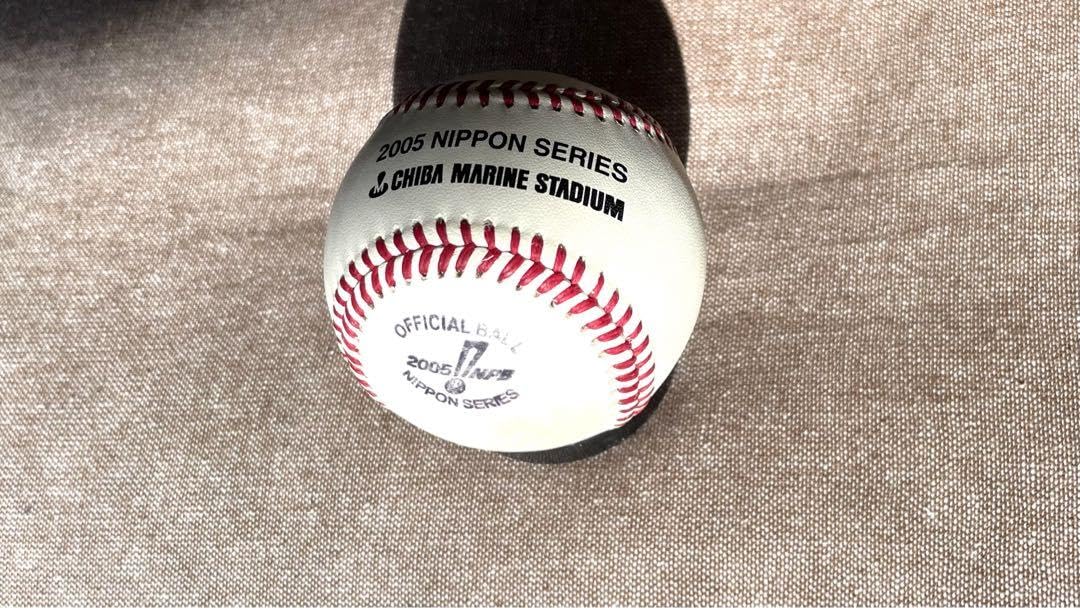 2005 NIPPON SERIES
CHIBA MARINE STADIUM
OFFICIAL BALL
2005 NPB
NIPPON SERIES